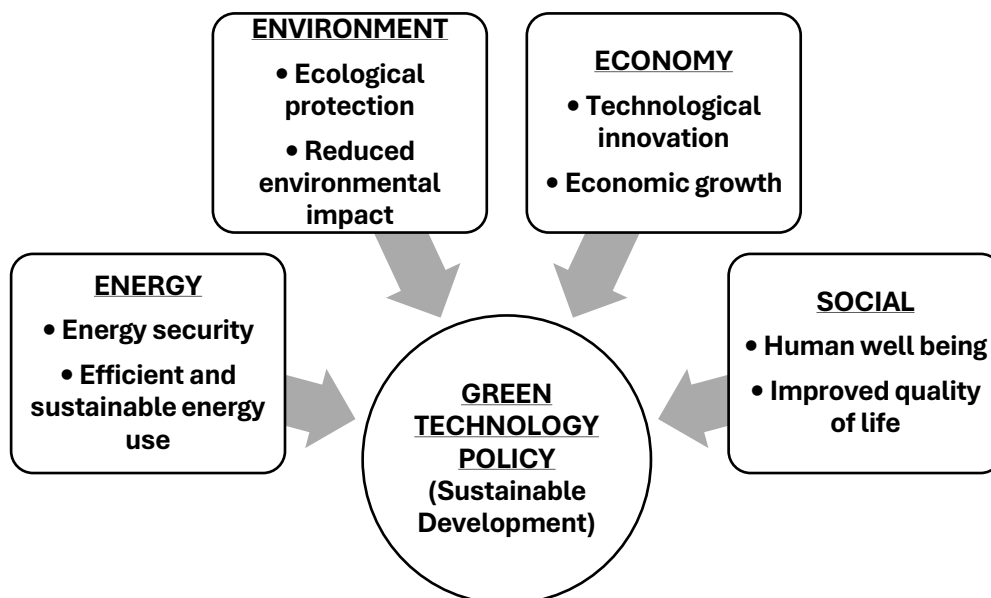 ENVIRONMENT
• Ecological
protection
• Reduced
environmental
impact
ECONOMY
• Technological
innovation
• Economic growth
ENERGY
• Energy security
• Efficient and
sustainable energy
use
SOCIAL
• Human well being
• Improved quality
of life
GREEN
TECHNOLOGY
POLICY
(Sustainable
Development)